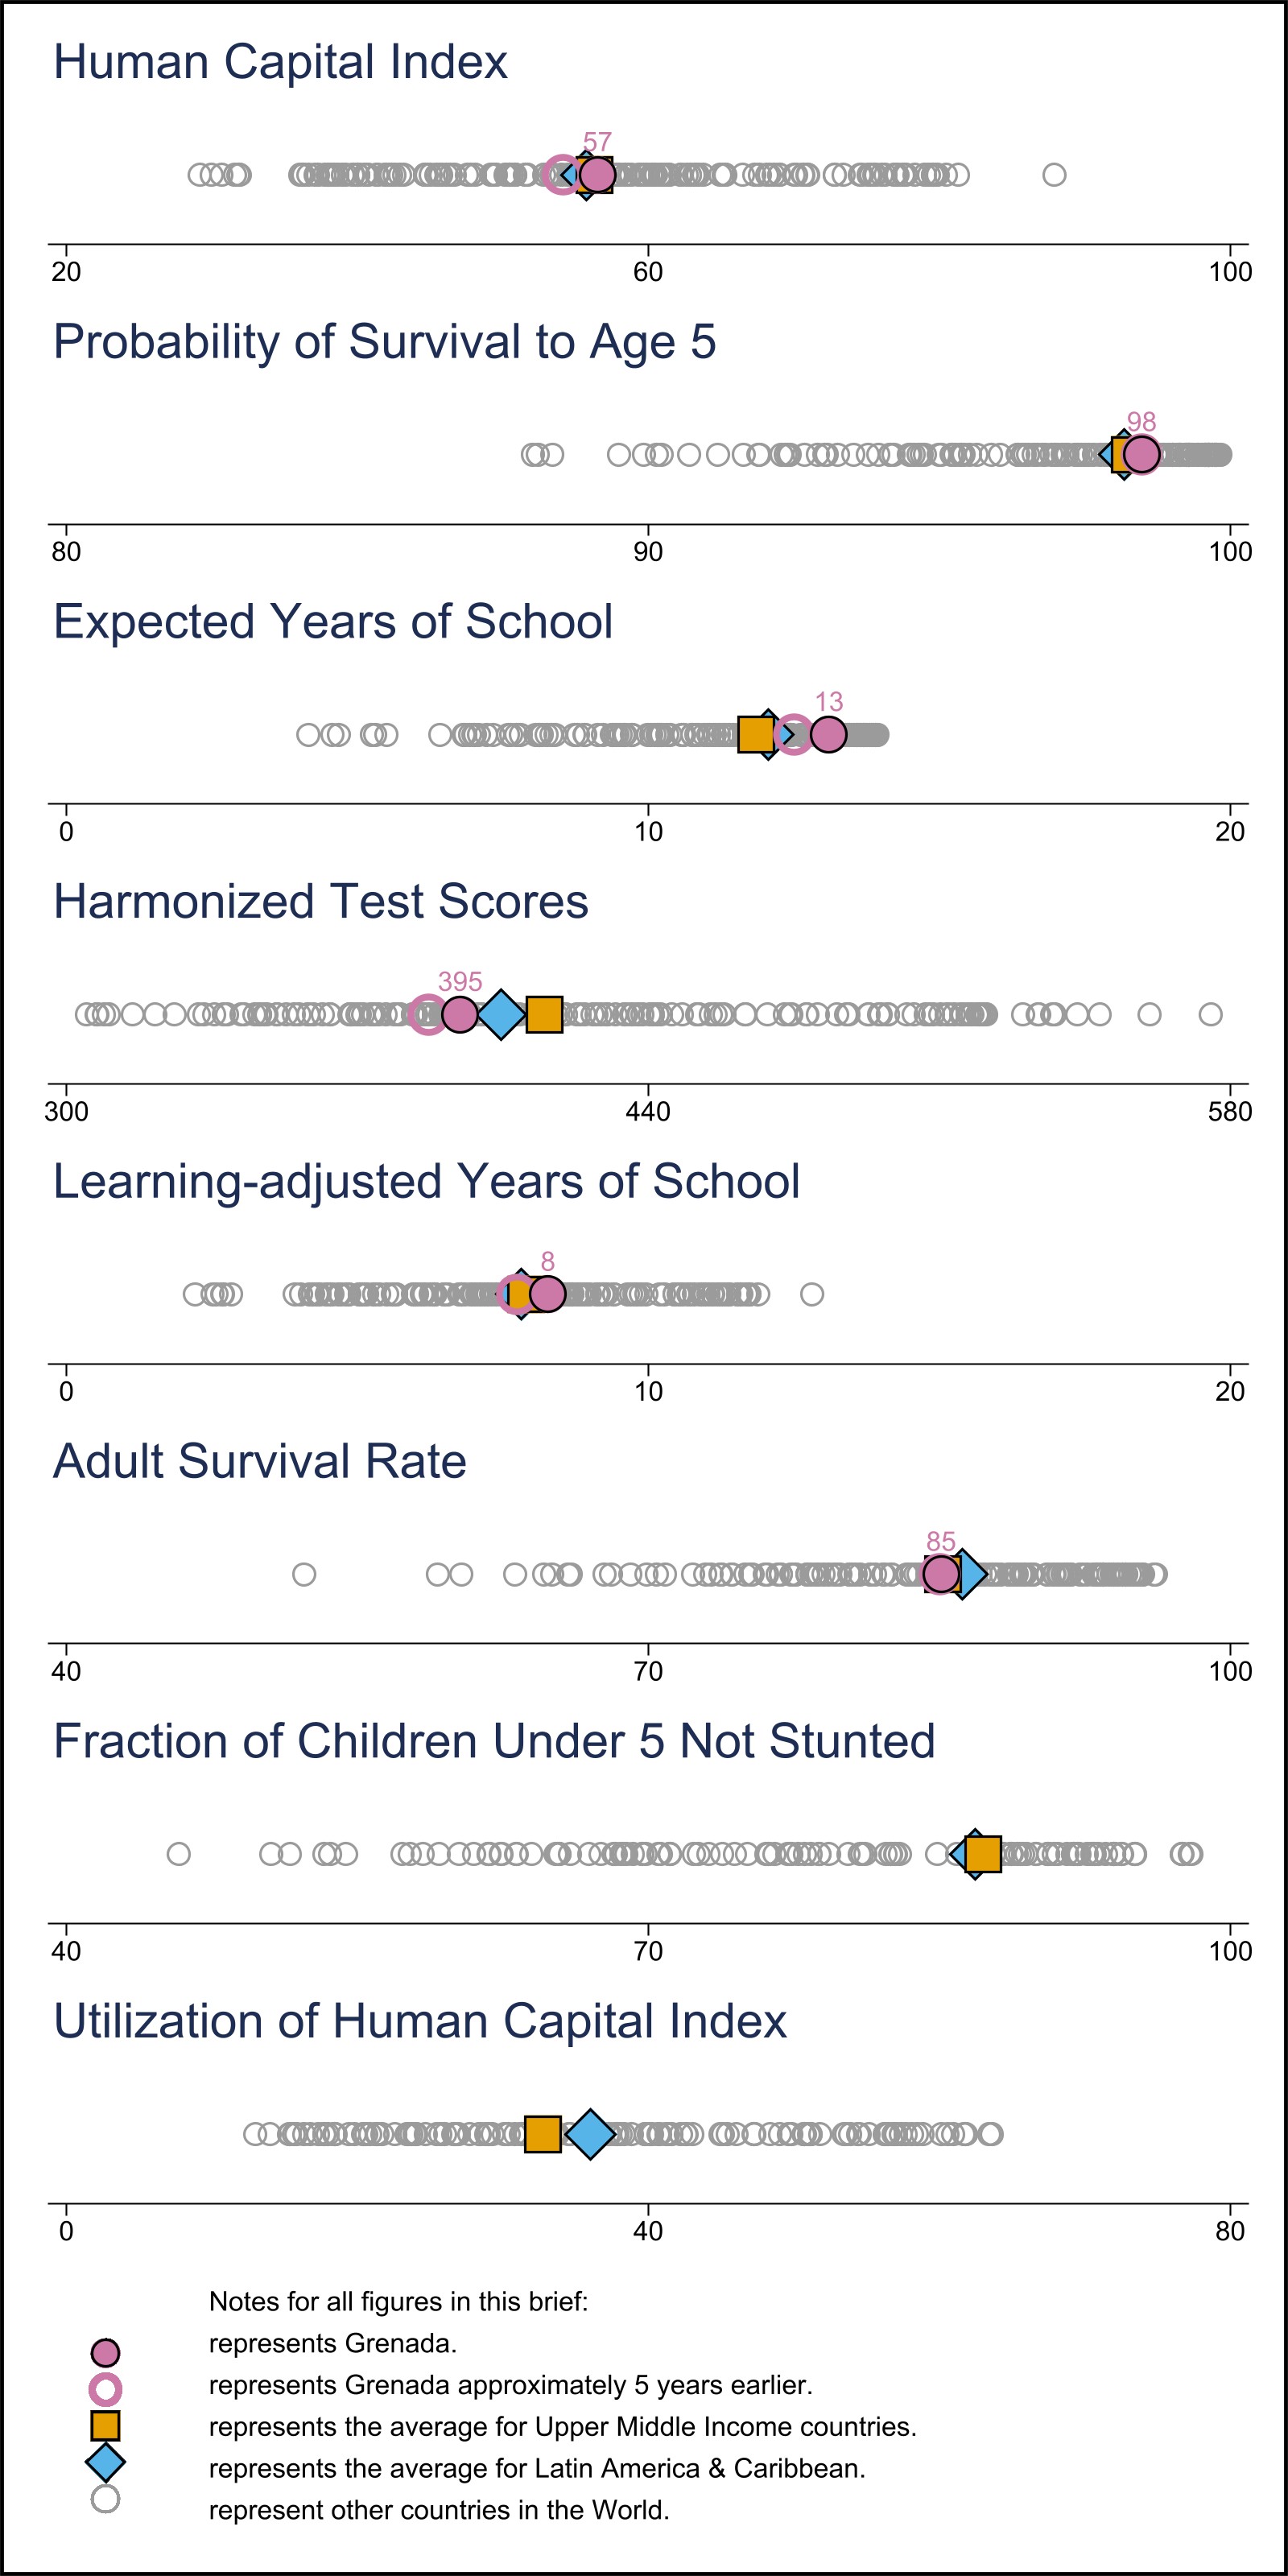 Human Capital Index
57
20 60 100
Probability of Survival to Age 5
98
80 90 100
Expected Years of School
13
0 10 20
Harmonized Test Scores
395
300 440 580
Learning-adjusted Years of School
8
0 10 20
Adult Survival Rate
85
40 70 100
Fraction of Children Under 5 Not Stunted
40 70 100
Utilization of Human Capital Index
0 40 80
Notes for all figures in this brief:
represents Grenada.
represents Grenada approximately 5 years earlier.
represents the average for Upper Middle Income countries.
represents the average for Latin America & Caribbean.
represent other countries in the World.